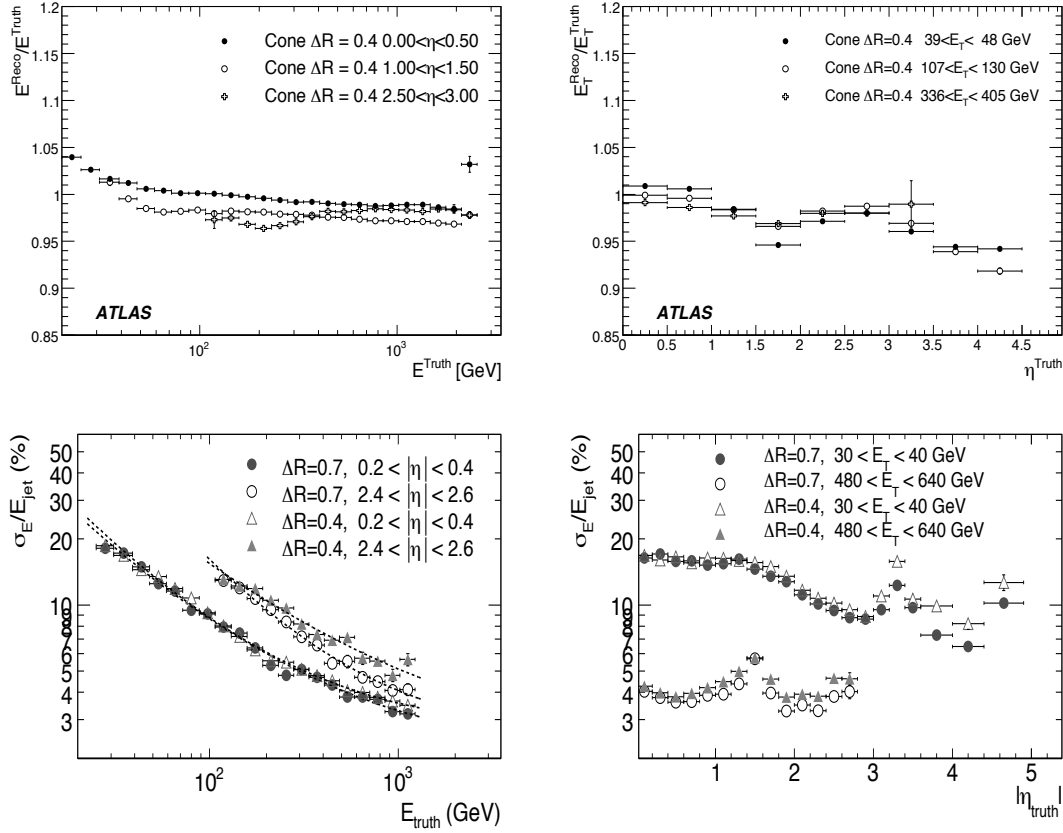 E^Reco/E^Truth
1.2
1.15
1.1
1.05
1
0.95
0.9
0.85
Cone ΔR = 0.4 0.00<η<0.50
Cone ΔR = 0.4 1.00<η<1.50
Cone ΔR = 0.4 2.50<η<3.00
ATLAS
10^2
10^3
E^Truth [GeV]
E_T^Reco/E_T^Truth
1.2
1.15
1.1
1.05
1
0.95
0.9
0.85
Cone ΔR=0.4 39<E_T< 48 GeV
Cone ΔR=0.4 107<E_T< 130 GeV
Cone ΔR=0.4 336<E_T< 405 GeV
ATLAS
0 0.5 1 1.5 2 2.5 3 3.5 4 4.5
η^Truth
σ_E/E_jet (%)
50
40
30
20
10
9
8
7
6
5
4
3
ΔR=0.7, 0.2 < |η| < 0.4
ΔR=0.7, 2.4 < |η| < 2.6
ΔR=0.4, 0.2 < |η| < 0.4
ΔR=0.4, 2.4 < |η| < 2.6
10^2
10^3
E_truth (GeV)
σ_E/E_jet (%)
50
40
30
20
10
9
8
7
6
5
4
3
ΔR=0.7, 30 < E_T < 40 GeV
ΔR=0.7, 480 < E_T < 640 GeV
ΔR=0.4, 30 < E_T < 40 GeV
ΔR=0.4, 480 < E_T < 640 GeV
1 2 3 4 5
|η_truth|